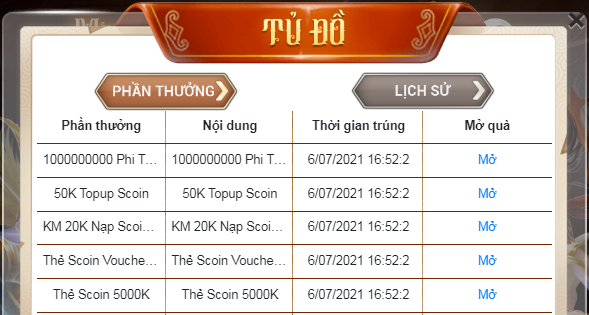 TỦ ĐỒ
PHẦN THƯỞNG LỊCH SỬ
Phần thưởng Nội dung Thời gian trúng Mở quà
1000000000 Phi T... 1000000000 Phi T... 6/07/2021 16:52:2 Mở
50K Topup Scoin 50K Topup Scoin 6/07/2021 16:52:2 Mở
KM 20K Nạp Scoi... KM 20K Nạp Scoi... 6/07/2021 16:52:2 Mở
Thẻ Scoin Vouche... Thẻ Scoin Vouche... 6/07/2021 16:52:2 Mở
Thẻ Scoin 5000K Thẻ Scoin 5000K 6/07/2021 16:52:2 Mở